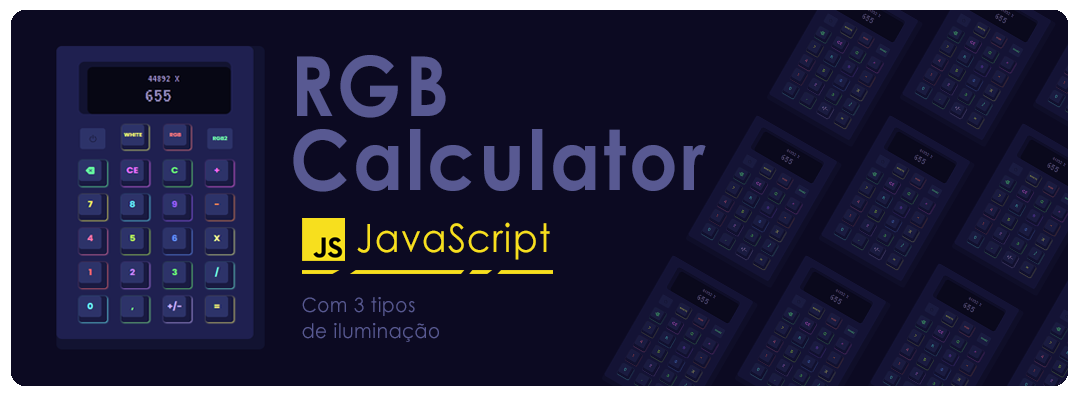 44892 X
655
WHITE RGB RGB2
CE C +
7 8 9 -
4 5 6 X
1 2 3 /
0 , +/- =
RGB
Calculator
JS JavaScript
Com 3 tipos
de iluminação